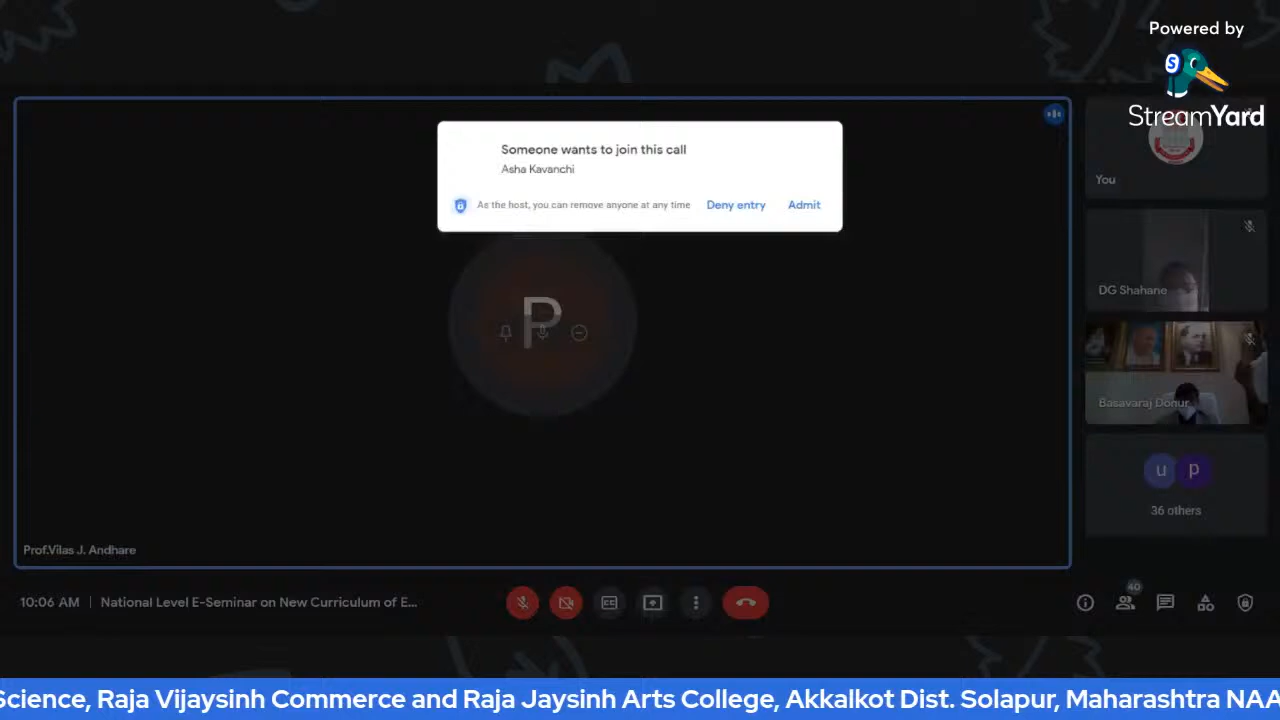 Powered by
StreamYard
Someone wants to join this call
Asha Kavanchi
As the host, you can remove anyone at any time
Deny entry
Admit
P
You
DG Shahane
Basavaraj Donur
u
p
36 others
Prof.Vilas J. Andhare
10:06 AM | National Level E-Seminar on New Curriculum of E...
40
Science, Raja Vijaysinh Commerce and Raja Jaysinh Arts College, Akkalkot Dist. Solapur, Maharashtra NAA